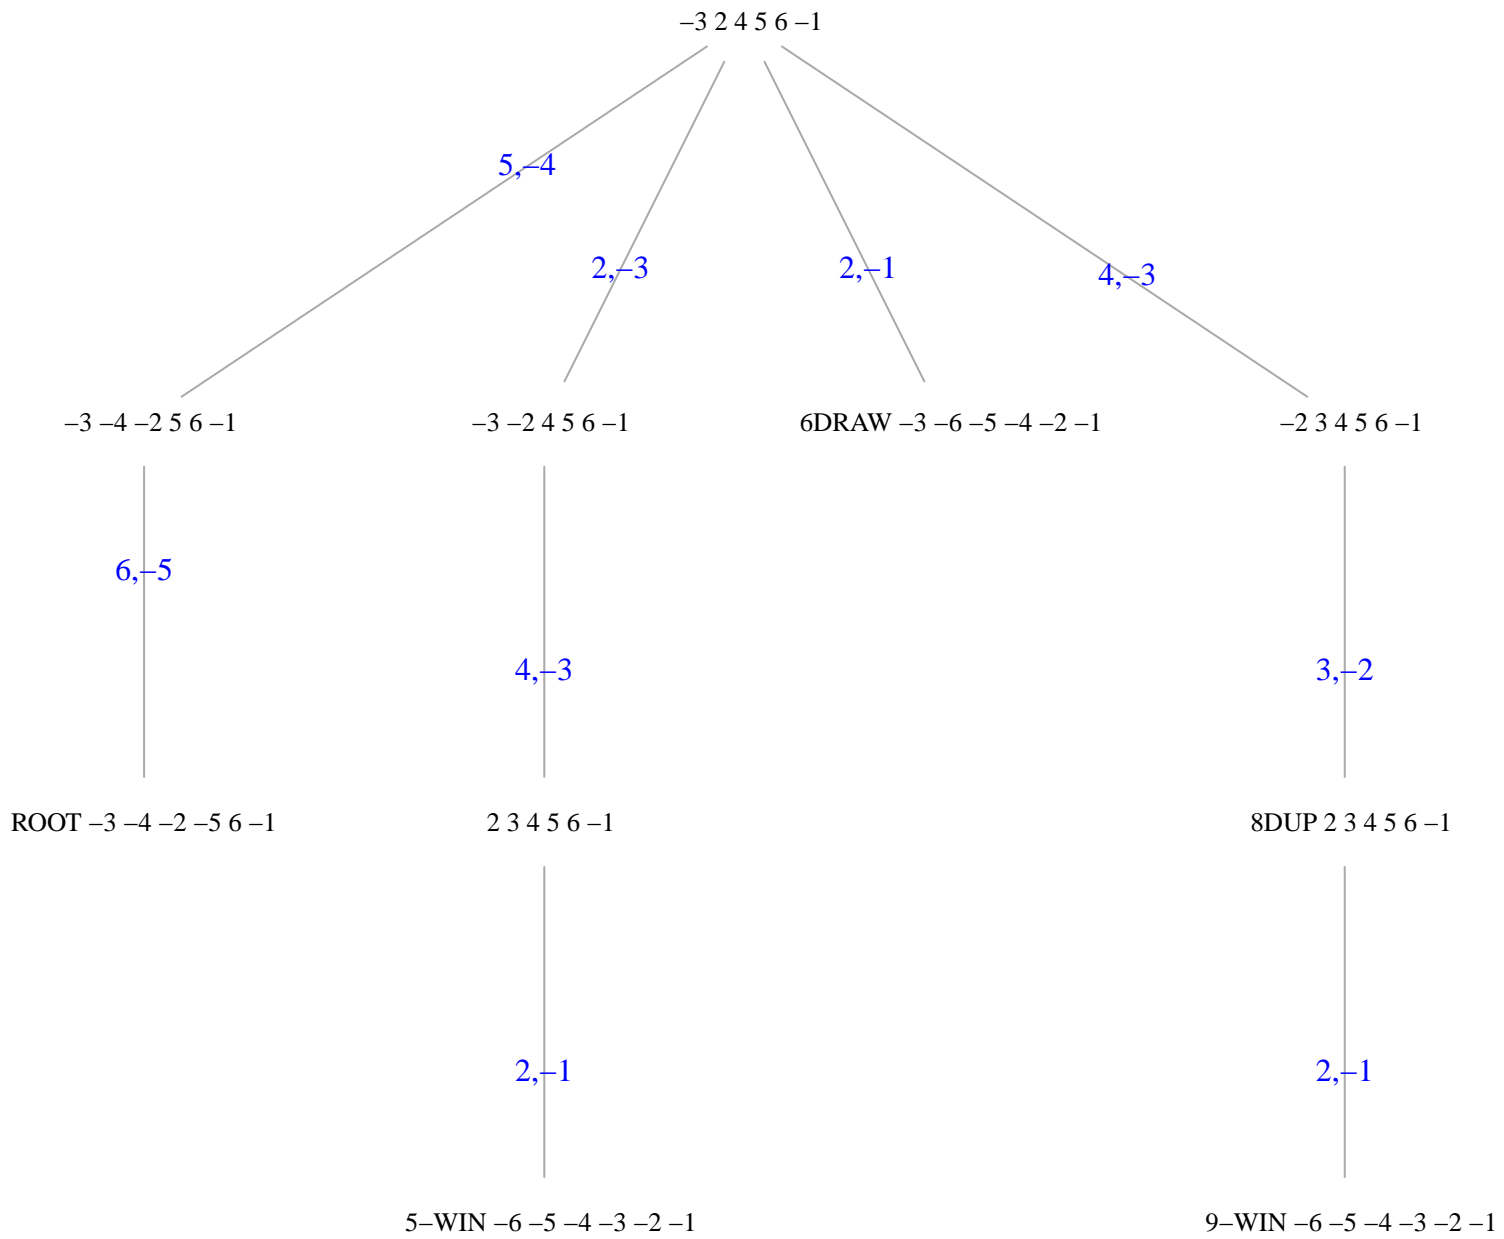 –3 2 4 5 6 –1
5,–4
2,–3
2,–1
4,–3
–3 –4 –2 5 6 –1
–3 –2 4 5 6 –1
6DRAW –3 –6 –5 –4 –2 –1
–2 3 4 5 6 –1
6,–5
4,–3
3,–2
ROOT –3 –4 –2 –5 6 –1
2 3 4 5 6 –1
8DUP 2 3 4 5 6 –1
2,–1
2,–1
5–WIN –6 –5 –4 –3 –2 –1
9–WIN –6 –5 –4 –3 –2 –1